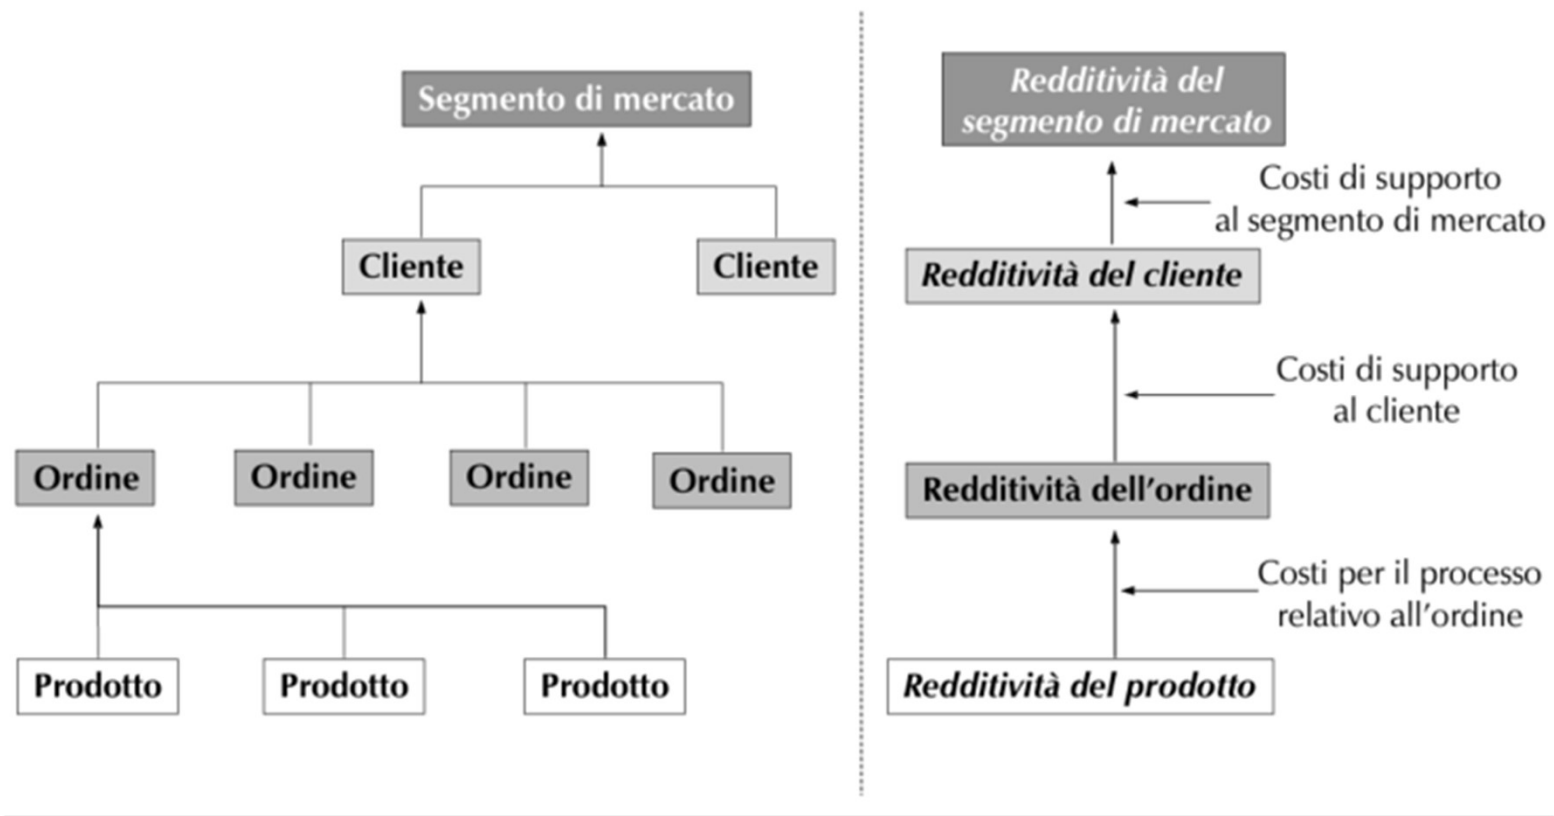 Segmento di mercato
Cliente
Cliente
Ordine
Ordine
Ordine
Ordine
Prodotto
Prodotto
Prodotto
Redditività del
segmento di mercato
Costi di supporto
al segmento di mercato
Redditività del cliente
Costi di supporto
al cliente
Redditività dell'ordine
Costi per il processo
relativo all'ordine
Redditività del prodotto